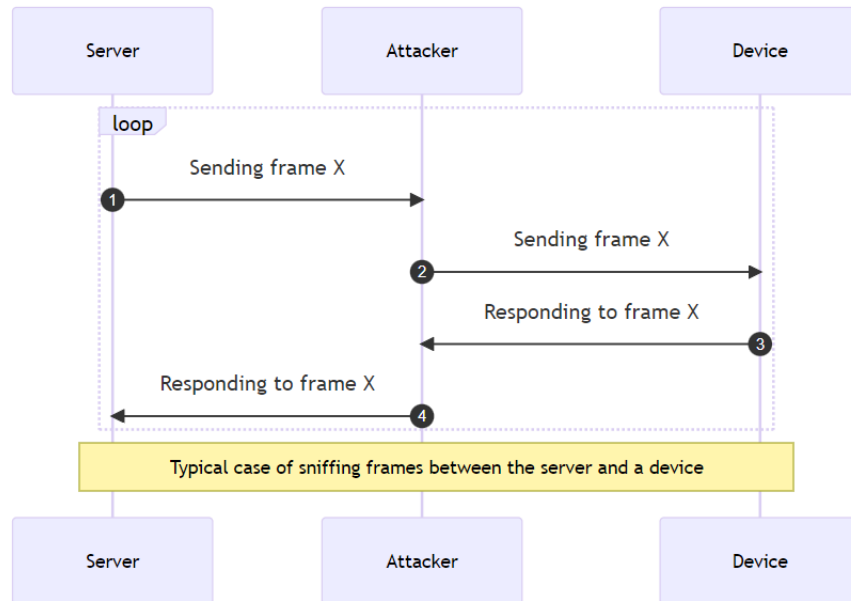 Server
Attacker
Device
loop
Sending frame X
1
Sending frame X
2
Responding to frame X
3
Responding to frame X
4
Typical case of sniffing frames between the server and a device
Server
Attacker
Device